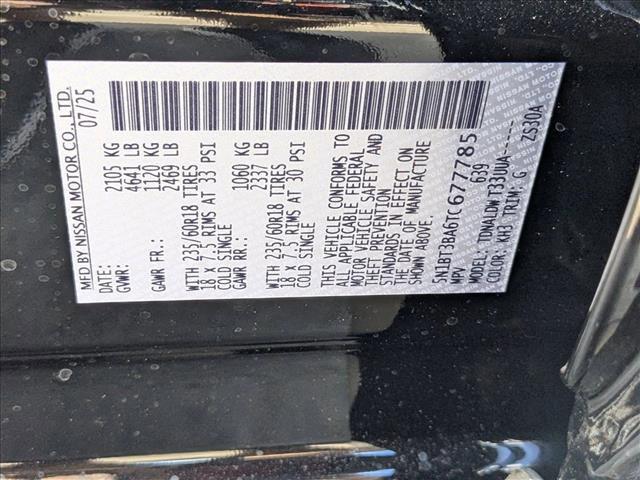 MFD BY NISSAN MOTOR CO., LTD.
DATE: 07/25
GVWR: 2105 KG
4641 LB
GAWR FR.: 1120 KG
2469 LB
WITH 235/60R18 TIRES
18 x 7.5 RIMS AT 33 PSI
COLD SINGLE
GAWR RR.: 1060 KG
2337 LB
WITH 235/60R18 TIRES
18 x 7.5 RIMS AT 30 PSI
COLD SINGLE
THIS VEHICLE CONFORMS TO
ALL APPLICABLE FEDERAL
MOTOR VEHICLE SAFETY AND
THEFT PREVENTION
STANDARDS IN EFFECT ON
THE DATE OF MANUFACTURE
SHOWN ABOVE.
5N1BT3BA6TC677785
MPV 639
MODEL: TDNALDW T33UUA-----
COLOR: KH3 TRIM: G 2S30A